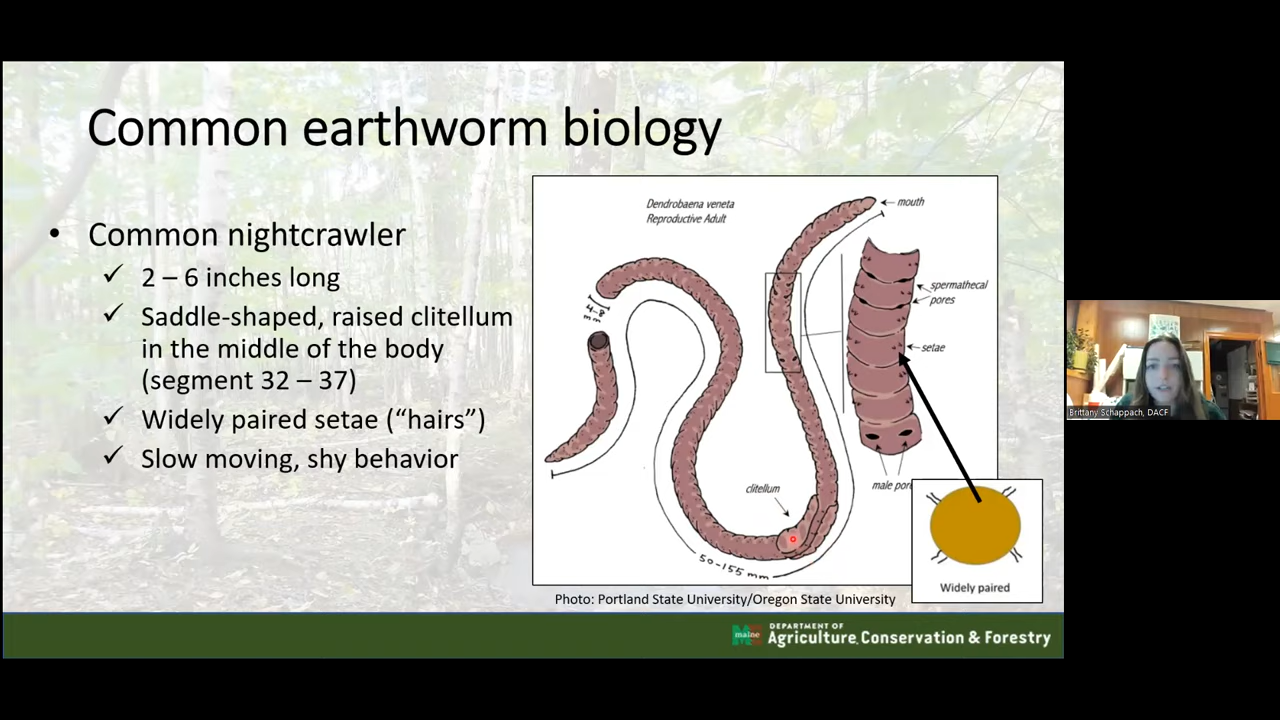 Common earthworm biology
• Common nightcrawler
✓ 2 – 6 inches long
✓ Saddle-shaped, raised clitellum
in the middle of the body
(segment 32 – 37)
✓ Widely paired setae (“hairs”)
✓ Slow moving, shy behavior
Dendrobaena veneta
Reproductive Adult
mouth
4-8
mm
spermathecal
pores
setae
clitellum
male pore
50-155 mm
Widely paired
Photo: Portland State University/Oregon State University
maine
DEPARTMENT OF
Agriculture, Conservation & Forestry
Brittany Schappach, DACF